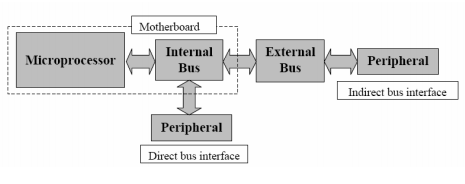 Motherboard
Microprocessor
Internal
Bus
External
Bus
Peripheral
Indirect bus interface
Peripheral
Direct bus interface